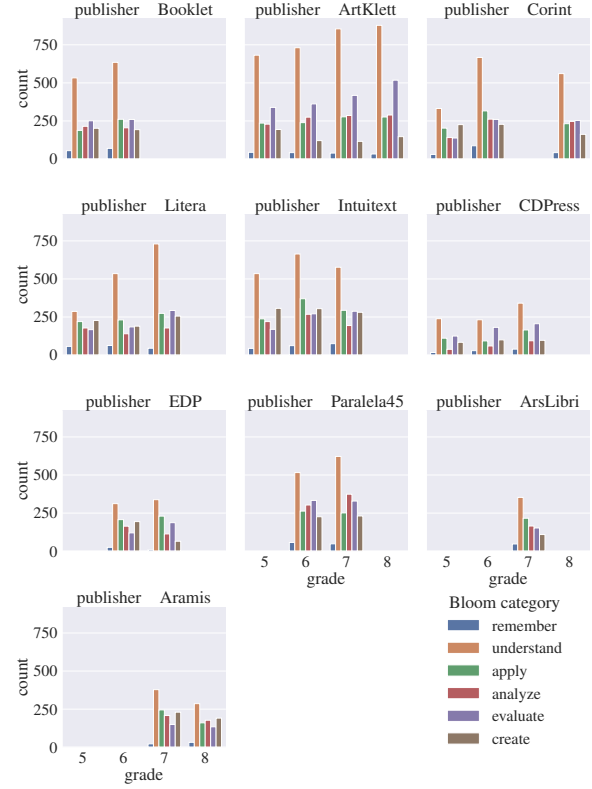 publisher Booklet
publisher ArtKlett
publisher Corint
count
750
500
250
0
publisher Litera
publisher Intuitext
publisher CDPress
count
750
500
250
0
publisher EDP
publisher Paralela45
publisher ArsLibri
count
750
500
250
0
5 6 7 8
grade
5 6 7 8
grade
publisher Aramis
count
750
500
250
0
5 6 7 8
grade
Bloom category
remember
understand
apply
analyze
evaluate
create